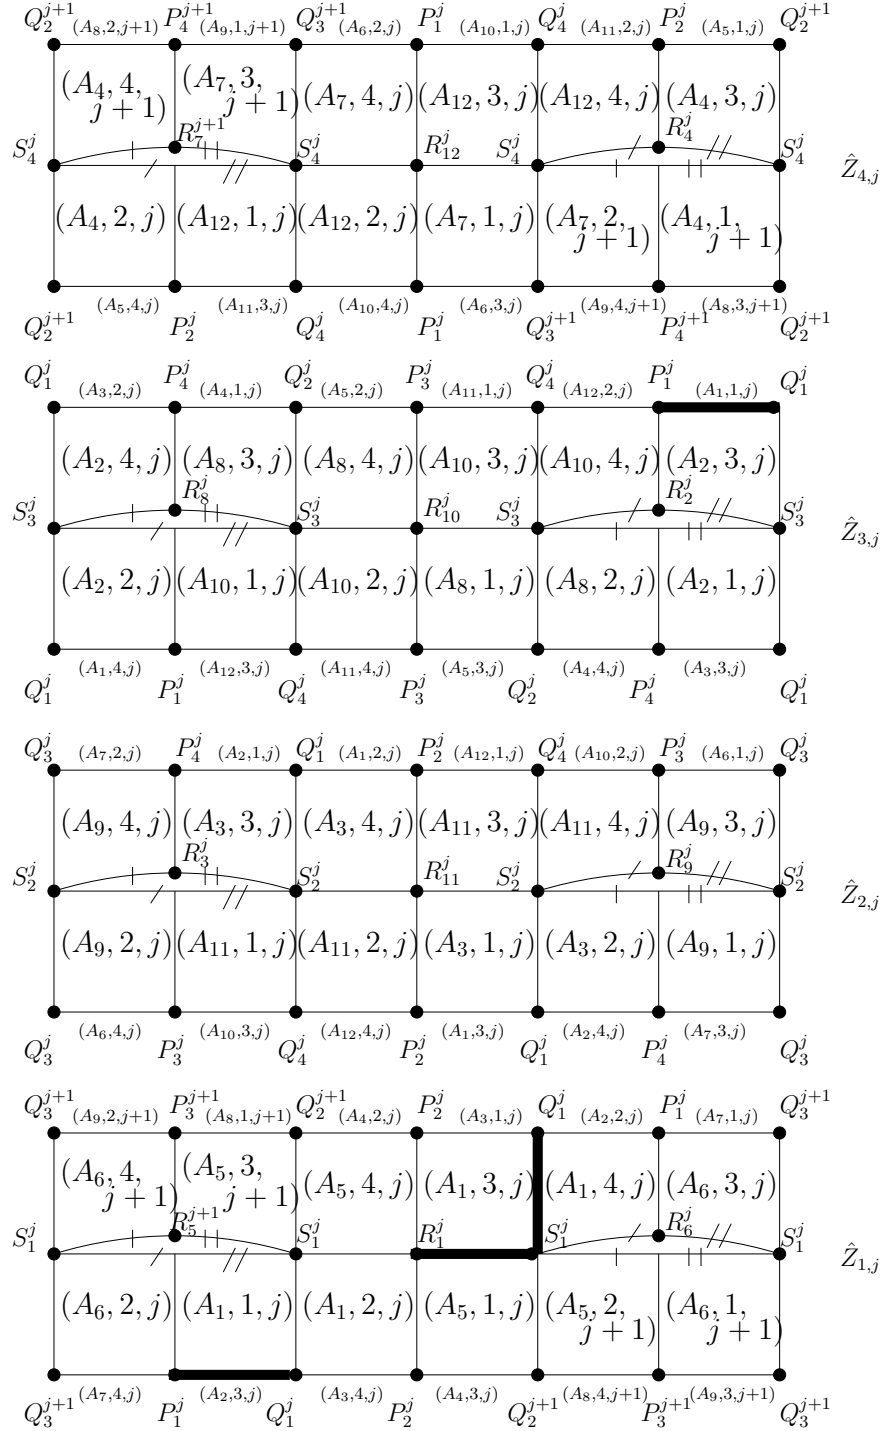 Q_2^{j+1} (A_8,2,j+1) P_4^{j+1} (A_9,1,j+1) Q_3^{j+1} (A_6,2,j) P_1^j (A_10,1,j) Q_4^j (A_11,2,j) P_2^j (A_5,1,j) Q_2^{j+1}
(A_4, 4, j + 1) (A_7, 3, j + 1) (A_7, 4, j) (A_12, 3, j) (A_12, 4, j) (A_4, 3, j)
S_4^j R_7^{j+1} S_4^j R_12^j S_4^j R_4^j S_4^j Ẑ_{4,j}
(A_4, 2, j) (A_12, 1, j) (A_12, 2, j) (A_7, 1, j) (A_7, 2, j + 1) (A_4, 1, j + 1)
(A_5,4,j) (A_11,3,j) (A_10,4,j) (A_6,3,j) (A_9,4,j+1) (A_8,3,j+1)
Q_2^{j+1} P_2^j Q_4^j P_1^j Q_3^{j+1} P_4^{j+1} Q_2^{j+1}
Q_1^j (A_3,2,j) P_4^j (A_4,1,j) Q_2^j (A_5,2,j) P_3^j (A_11,1,j) Q_4^j (A_12,2,j) P_1^j (A_1,1,j) Q_1^j
(A_2, 4, j) (A_8, 3, j) (A_8, 4, j) (A_10, 3, j) (A_10, 4, j) (A_2, 3, j)
S_3^j R_8^j S_3^j R_10^j S_3^j R_2^j S_3^j Ẑ_{3,j}
(A_2, 2, j) (A_10, 1, j) (A_10, 2, j) (A_8, 1, j) (A_8, 2, j) (A_2, 1, j)
(A_1,4,j) (A_12,3,j) (A_11,4,j) (A_5,3,j) (A_4,4,j) (A_3,3,j)
Q_1^j P_1^j Q_4^j P_3^j Q_2^j P_4^j Q_1^j
Q_3^j (A_7,2,j) P_4^j (A_2,1,j) Q_1^j (A_1,2,j) P_2^j (A_12,1,j) Q_4^j (A_10,2,j) P_3^j (A_6,1,j) Q_3^j
(A_9, 4, j) (A_3, 3, j) (A_3, 4, j) (A_11, 3, j) (A_11, 4, j) (A_9, 3, j)
S_2^j R_3^j S_2^j R_11^j S_2^j R_9^j S_2^j Ẑ_{2,j}
(A_9, 2, j) (A_11, 1, j) (A_11, 2, j) (A_3, 1, j) (A_3, 2, j) (A_9, 1, j)
(A_6,4,j) (A_10,3,j) (A_12,4,j) (A_1,3,j) (A_2,4,j) (A_7,3,j)
Q_3^j P_3^j Q_4^j P_2^j Q_1^j P_4^j Q_3^j
Q_3^{j+1} (A_9,2,j+1) P_3^{j+1} (A_8,1,j+1) Q_2^{j+1} (A_4,2,j) P_2^j (A_3,1,j) Q_1^j (A_2,2,j) P_1^j (A_7,1,j) Q_3^{j+1}
(A_6, 4, j + 1) (A_5, 3, j + 1) (A_5, 4, j) (A_1, 3, j) (A_1, 4, j) (A_6, 3, j)
S_1^j R_5^{j+1} S_1^j R_1^j S_1^j R_6^j S_1^j Ẑ_{1,j}
(A_6, 2, j) (A_1, 1, j) (A_1, 2, j) (A_5, 1, j) (A_5, 2, j + 1) (A_6, 1, j + 1)
(A_7,4,j) (A_2,3,j) (A_3,4,j) (A_4,3,j) (A_8,4,j+1) (A_9,3,j+1)
Q_3^{j+1} P_1^j Q_1^j P_2^j Q_2^{j+1} P_3^{j+1} Q_3^{j+1}